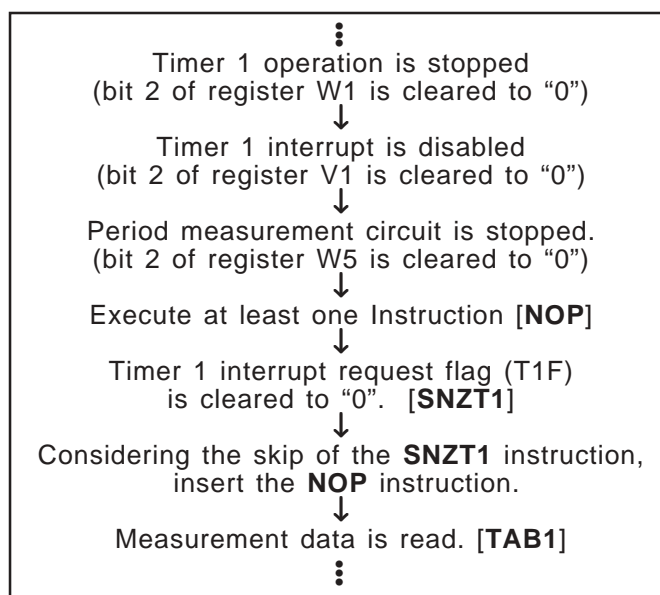 Timer 1 operation is stopped
(bit 2 of register W1 is cleared to “0”)
Timer 1 interrupt is disabled
(bit 2 of register V1 is cleared to “0”)
Period measurement circuit is stopped.
(bit 2 of register W5 is cleared to “0”)
Execute at least one Instruction [NOP]
Timer 1 interrupt request flag (T1F)
is cleared to “0”. [SNZT1]
Considering the skip of the SNZT1 instruction,
insert the NOP instruction.
Measurement data is read. [TAB1]